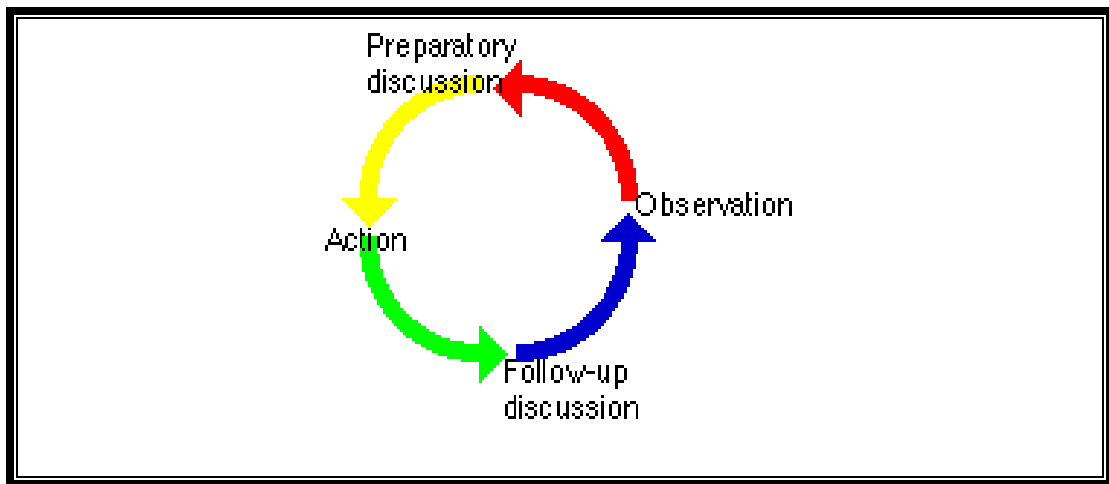 Preparatory
discussion
Observation
Action
Follow-up
discussion